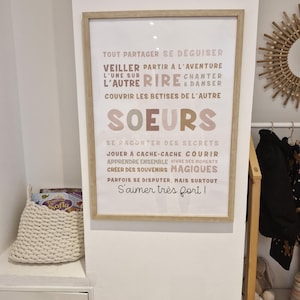 TOUT PARTAGER SE DÉGUISER
VEILLER PARTIR À L'AVENTURE
L'UNE SUR L'AUTRE RIRE CHANTER & DANSER
COUVRIR LES BÊTISES DE L'AUTRE
SOEURS
SE RACONTER DES SECRETS
JOUER À CACHE-CACHE COURIR
APPRENDRE ENSEMBLE VIVRE DES MOMENTS
CRÉER DES SOUVENIRS MAGIQUES
PARFOIS SE DISPUTER, MAIS SURTOUT
S'aimer très fort !